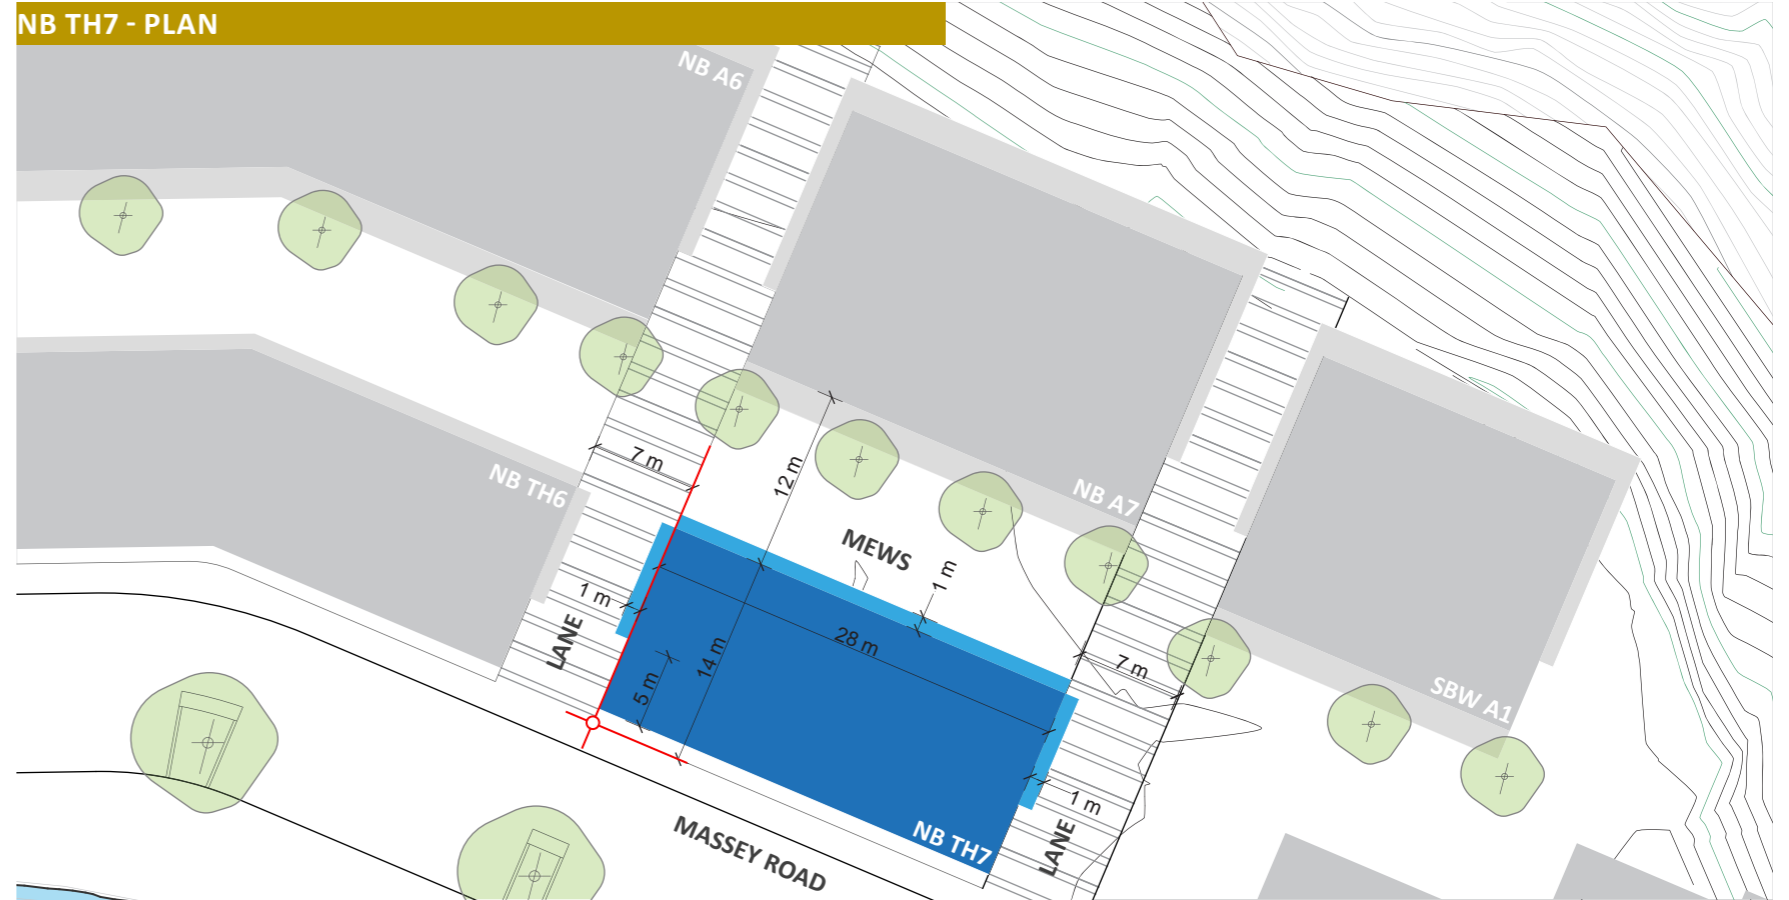 NB TH7 - PLAN
NB A6
7 m
NB TH6
12 m
NB A7
MEWS
1 m
1 m
LANE
28 m
14 m
5 m
7 m
SBW A1
1 m
NB TH7
LANE
MASSEY ROAD